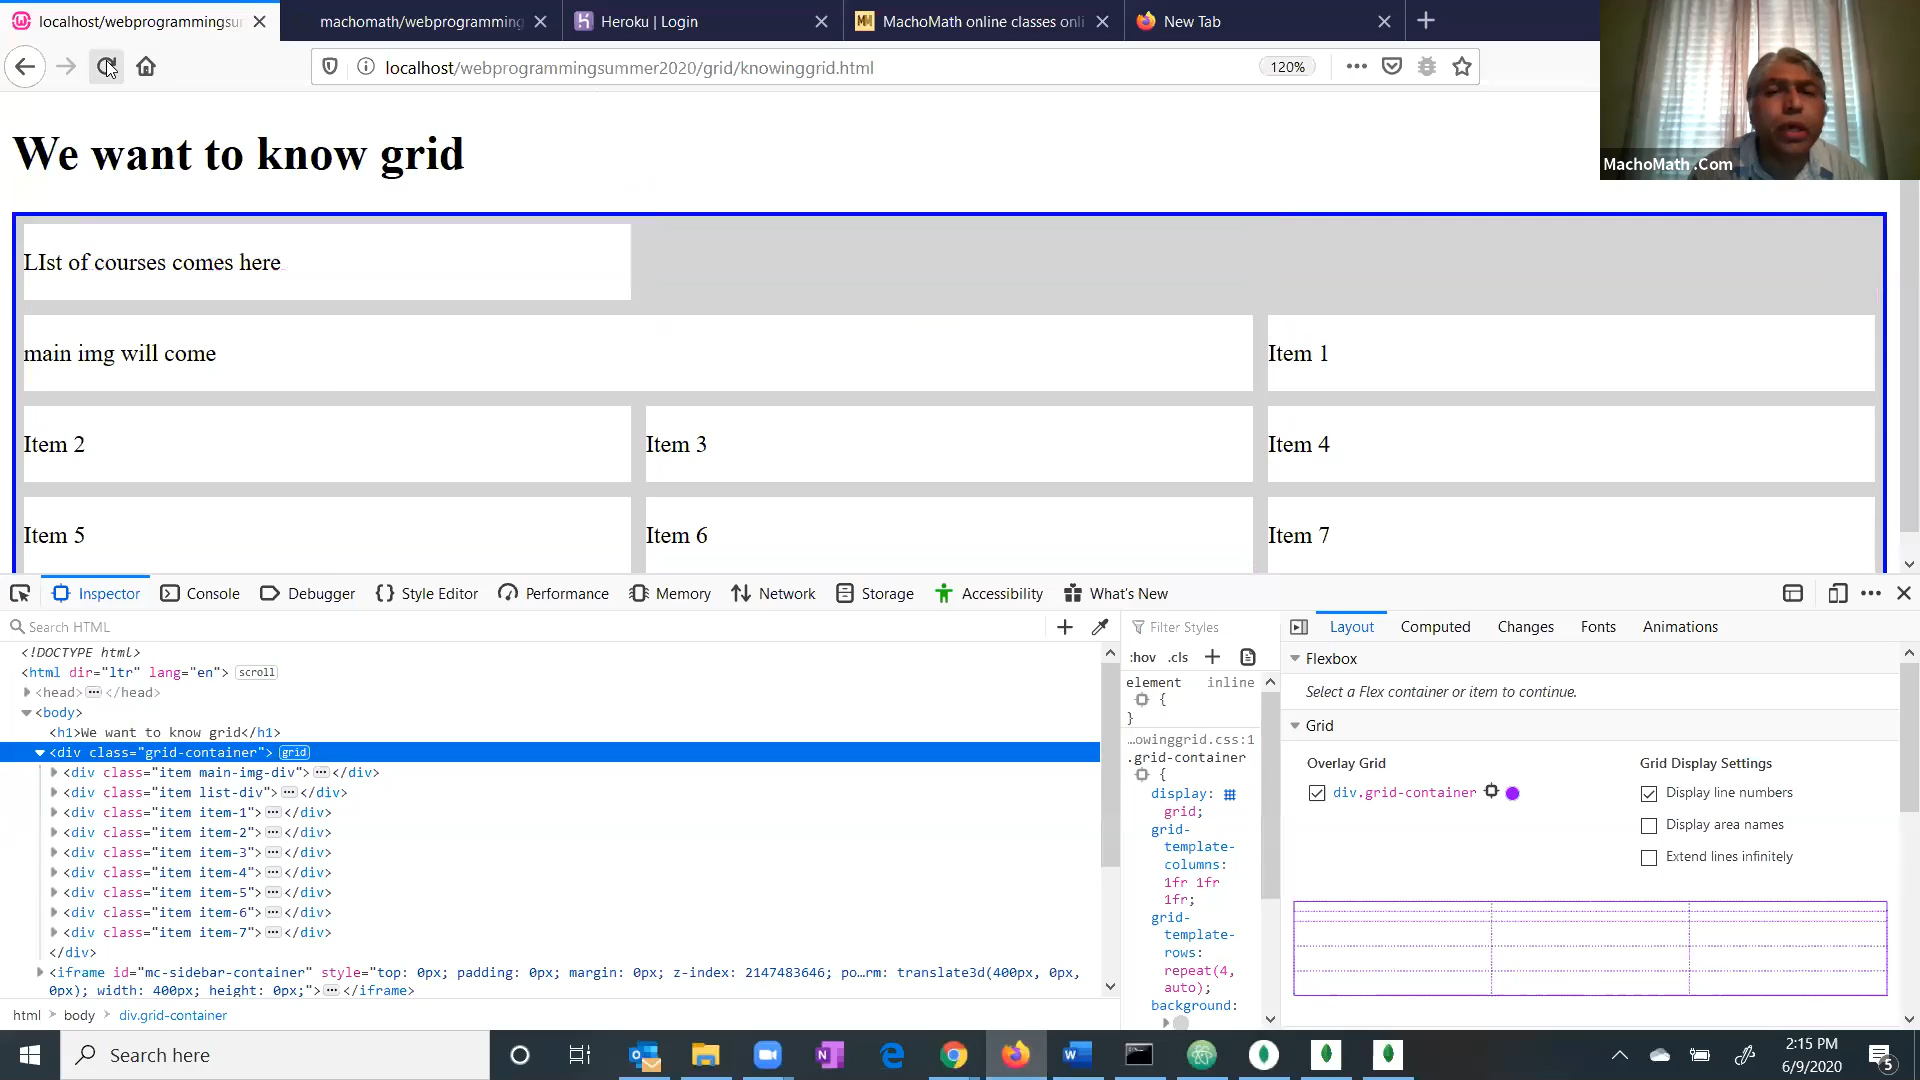 localhost/webprogrammingsum
machomath/webprogramming
Heroku | Login
MachoMath online classes onli
New Tab
localhost/webprogrammingsummer2020/grid/knowinggrid.html
120%
MachoMath .Com
We want to know grid
LIst of courses comes here
main img will come
Item 1
Item 2
Item 3
Item 4
Item 5
Item 6
Item 7
Inspector
Console
Debugger
Style Editor
Performance
Memory
Network
Storage
Accessibility
What's New
Search HTML
<!DOCTYPE html>
<html dir="ltr" lang="en"> scroll
<head> ••• </head>
<body>
<h1>We want to know grid</h1>
<div class="grid-container"> grid
<div class="item main-img-div"> ••• </div>
<div class="item list-div"> ••• </div>
<div class="item item-1"> ••• </div>
<div class="item item-2"> ••• </div>
<div class="item item-3"> ••• </div>
<div class="item item-4"> ••• </div>
<div class="item item-5"> ••• </div>
<div class="item item-6"> ••• </div>
<div class="item item-7"> ••• </div>
</div>
<iframe id="mc-sidebar-container" style="top: 0px; padding: 0px; margin: 0px; z-index: 2147483646; po…rm: translate3d(400px, 0px,
0px); width: 400px; height: 0px;"> ••• </iframe>
html > body > div.grid-container
Filter Styles
:hov .cls +
element inline
{
}
…owinggrid.css:1
.grid-container
{
display:
grid;
grid-
template-
columns:
1fr 1fr
1fr;
grid-
template-
rows:
repeat(4,
auto);
background:
Layout
Computed
Changes
Fonts
Animations
Flexbox
Select a Flex container or item to continue.
Grid
Overlay Grid
div.grid-container
Grid Display Settings
Display line numbers
Display area names
Extend lines infinitely
Search here
2:15 PM
6/9/2020
5